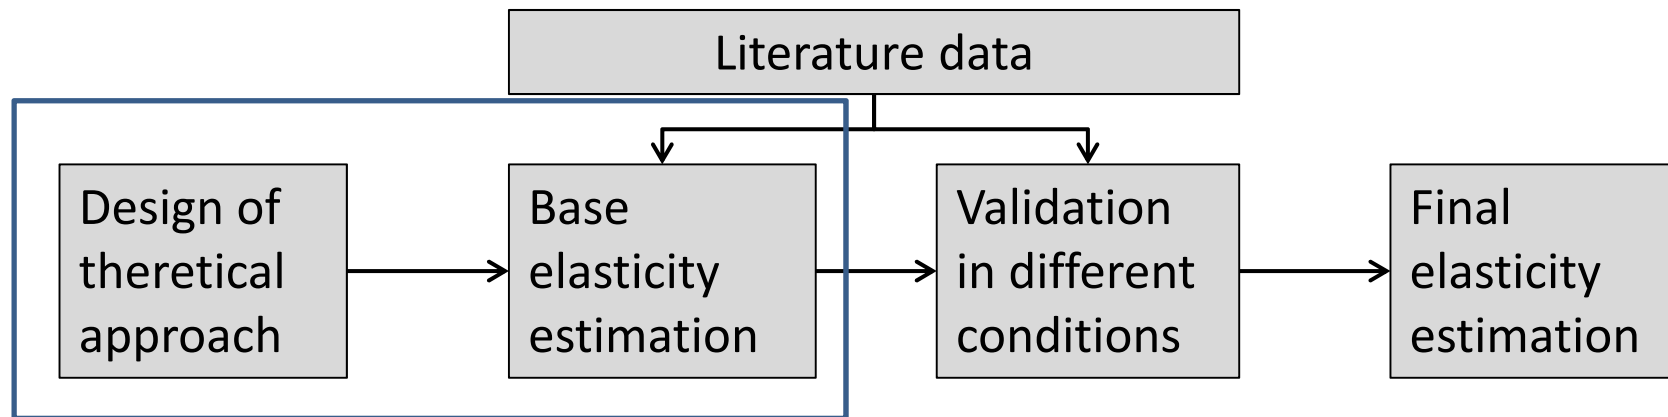 Literature data
Design of
theretical
approach
Base
elasticity
estimation
Validation
in different
conditions
Final
elasticity
estimation